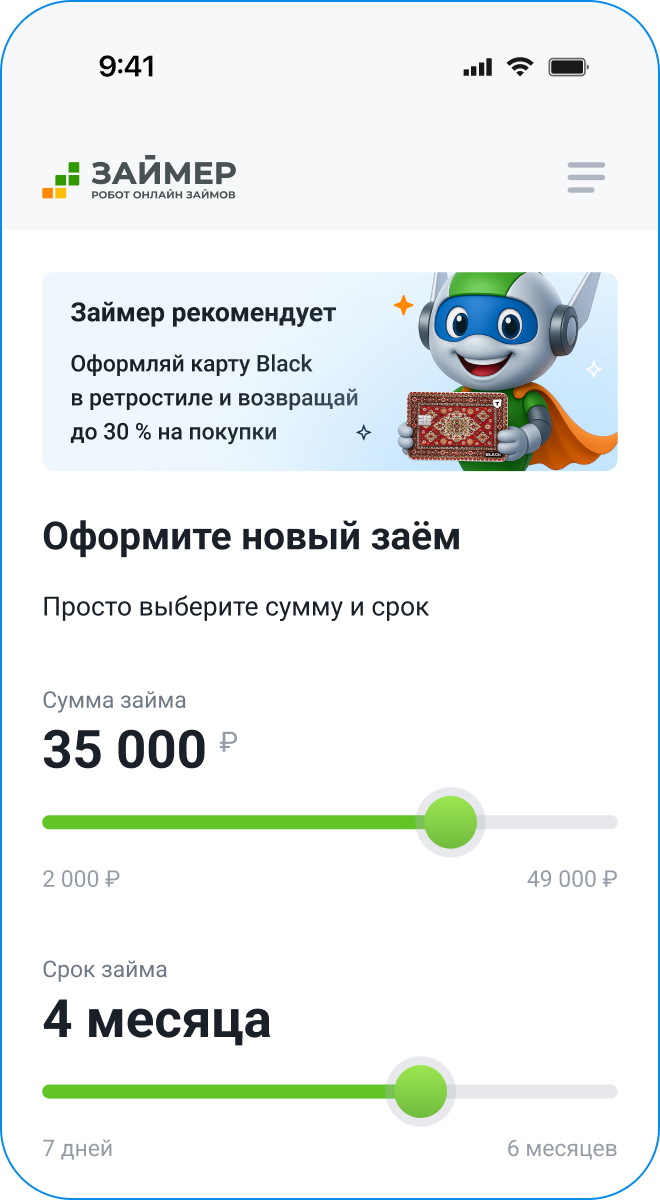 9:41
ЗАЙМЕР
РОБОТ ОНЛАЙН ЗАЙМОВ
Займер рекомендует
Оформляй карту Black
в ретростиле и возвращай
до 30 % на покупки
BLACK
Оформите новый заём
Просто выберите сумму и срок
Сумма займа
35 000 ₽
2 000 ₽
49 000 ₽
Срок займа
4 месяца
7 дней
6 месяцев